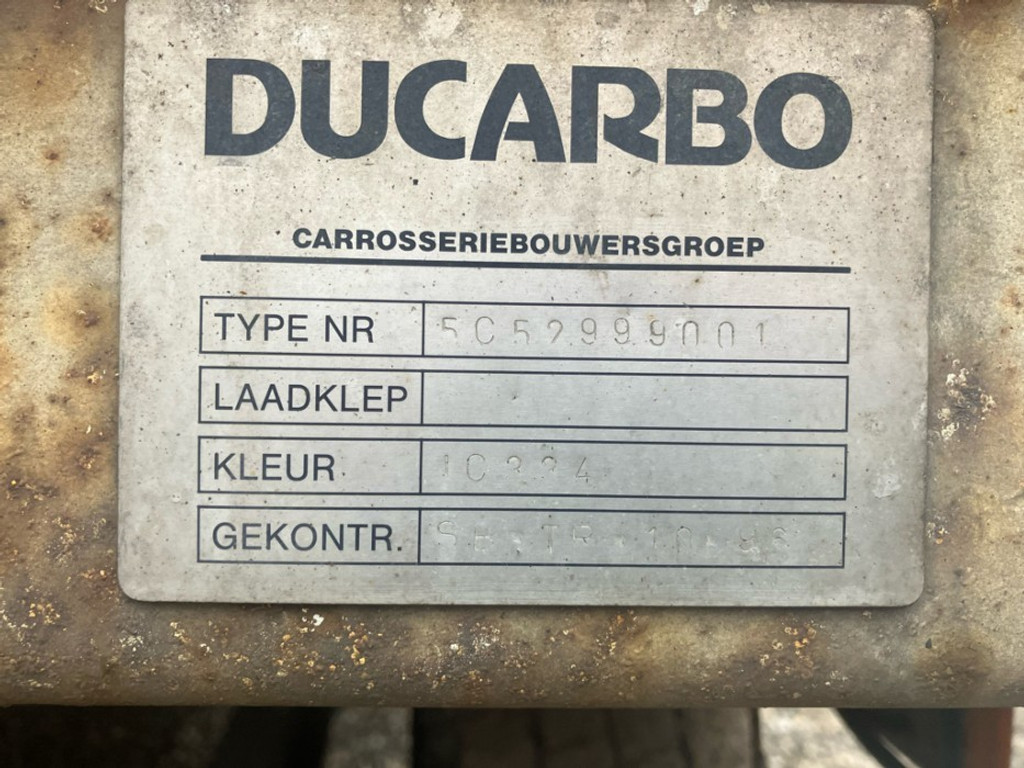 DUCARBO
CARROSSERIEBOUWERSGROEP
TYPE NR 5C52999001
LAADKLEP
KLEUR
GEKONTR.